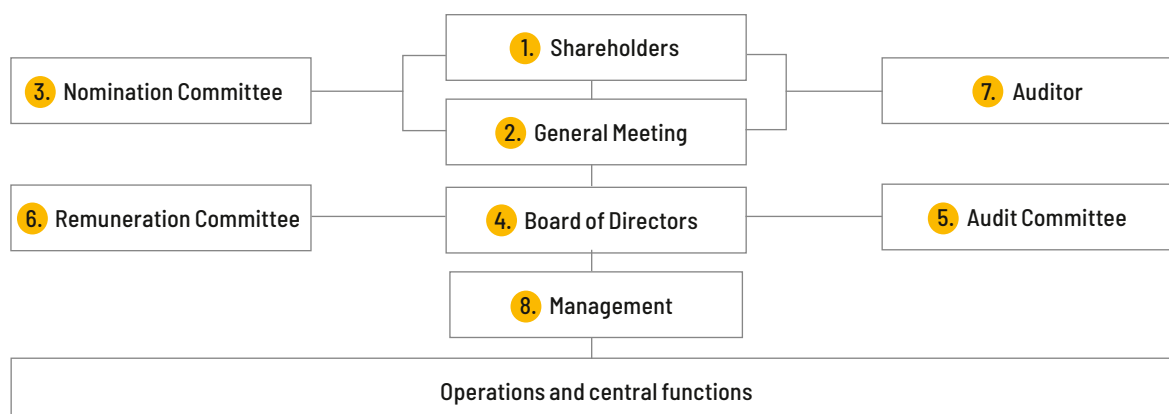 1. Shareholders
3. Nomination Committee
7. Auditor
2. General Meeting
6. Remuneration Committee
4. Board of Directors
5. Audit Committee
8. Management
Operations and central functions